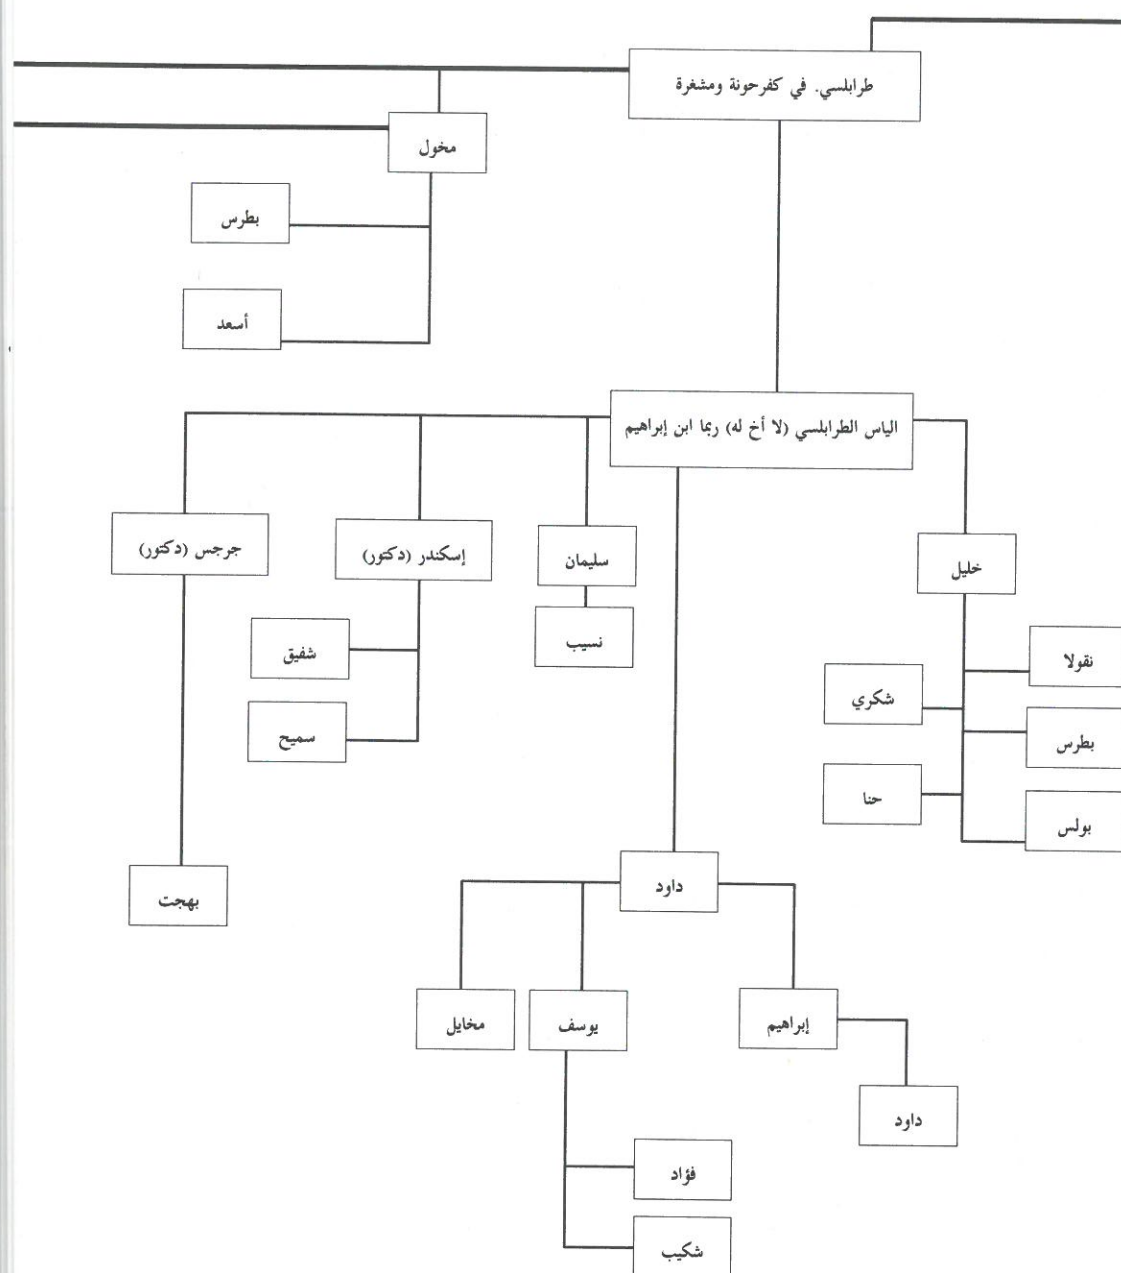 طرابلسي. في كفرحونة ومشغرة
مخول
بطرس
أسعد
الياس الطرابلسي (لا أخ له) ربما ابن إبراهيم
خليل
سليمان
إسكندر (دكتور)
جرجس (دكتور)
نسيب
شفيق
سميح
نقولا
شكري
بطرس
حنا
بولس
داود
بهجت
إبراهيم
يوسف
مخايل
داود
فؤاد
شكيب